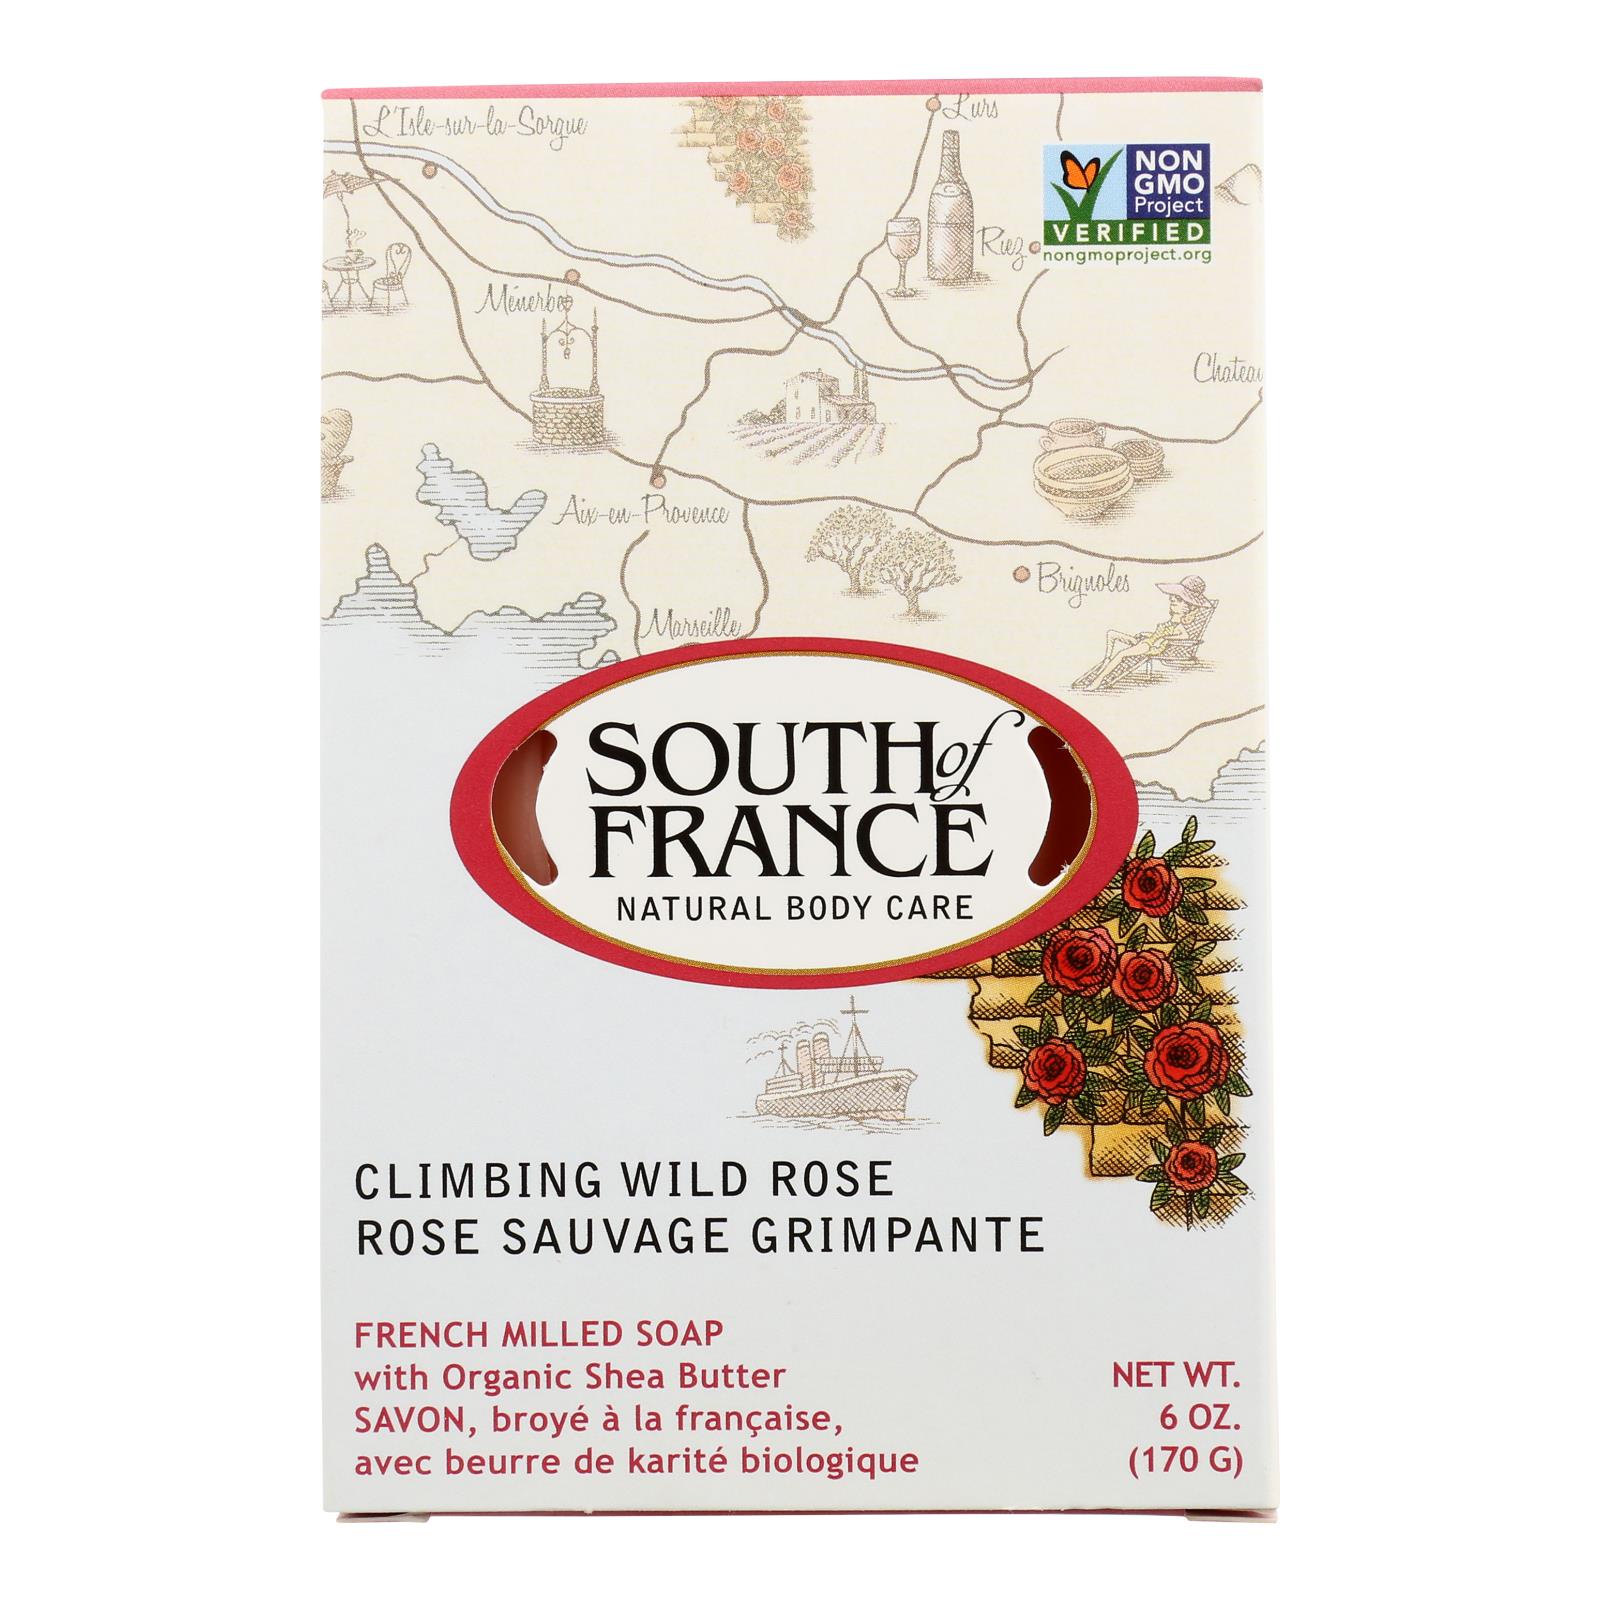 L'Isle-sur-la-Sorgue
Lurs
NON
GMO
Project
VERIFIED
nongmoproject.org
Riez
Ménerbes
Aix-en-Provence
Brignoles
Marseille
SOUTH of
FRANCE
NATURAL BODY CARE
CLIMBING WILD ROSE
ROSE SAUVAGE GRIMPANTE
FRENCH MILLED SOAP
with Organic Shea Butter
SAVON, broyé à la française,
avec beurre de karité biologique
NET WT.
6 OZ.
(170 G)